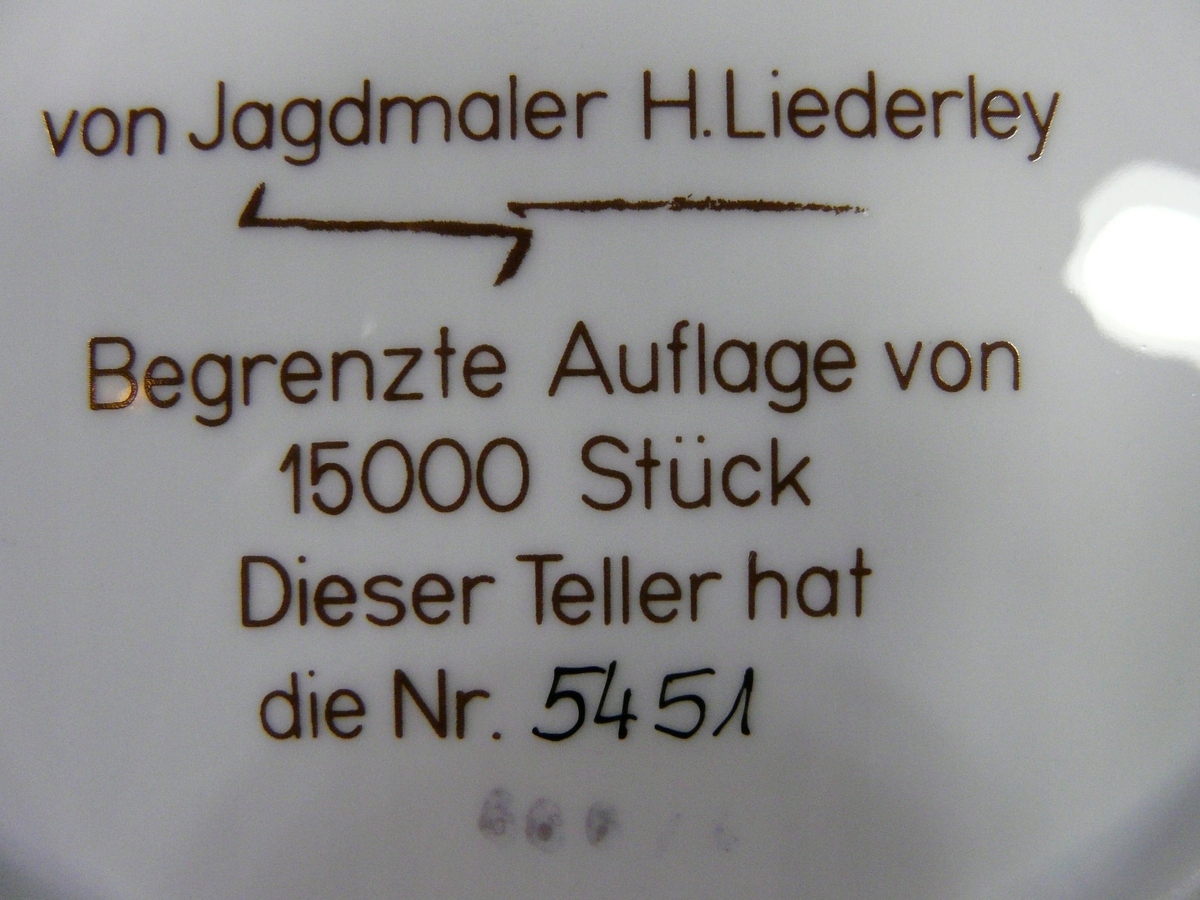 von Jagdmaler H. Liederley
Begrenzte Auflage von
15000 Stück
Dieser Teller hat
die Nr. 5451